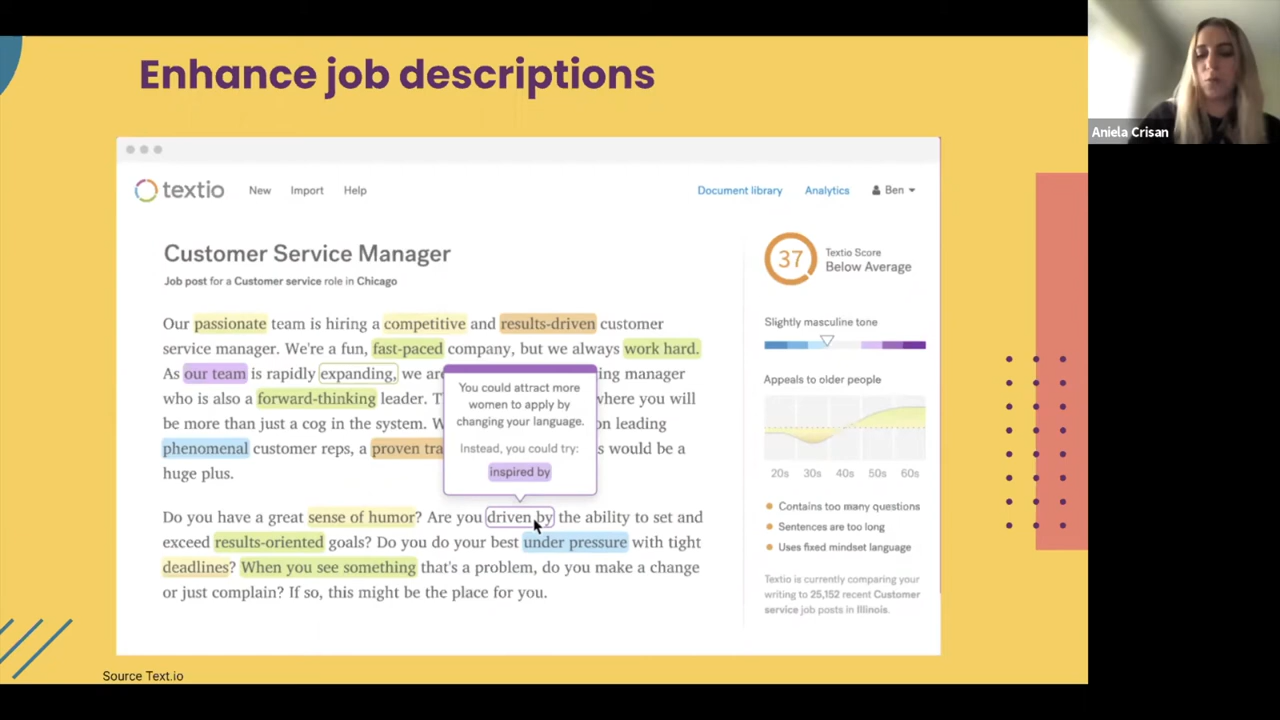 Enhance job descriptions
Aniela Crisan
textio New Import Help Document library Analytics Ben
Customer Service Manager
Job post for a Customer service role in Chicago
Our passionate team is hiring a competitive and results-driven customer
service manager. We're a fun, fast-paced company, but we always work hard.
As our team is rapidly expanding, we are ing manager
who is also a forward-thinking leader. T where you will
be more than just a cog in the system. W on leading
phenomenal customer reps, a proven tra s would be a
huge plus.
You could attract more
women to apply by
changing your language.
Instead, you could try:
inspired by
Do you have a great sense of humor? Are you driven by the ability to set and
exceed results-oriented goals? Do you do your best under pressure with tight
deadlines? When you see something that's a problem, do you make a change
or just complain? If so, this might be the place for you.
37
Textio Score
Below Average
Slightly masculine tone
Appeals to older people
20s 30s 40s 50s 60s
Contains too many questions
Sentences are too long
Uses fixed mindset language
Textio is currently comparing your
writing to 25,152 recent Customer
service job posts in Illinois.
Source Text.io